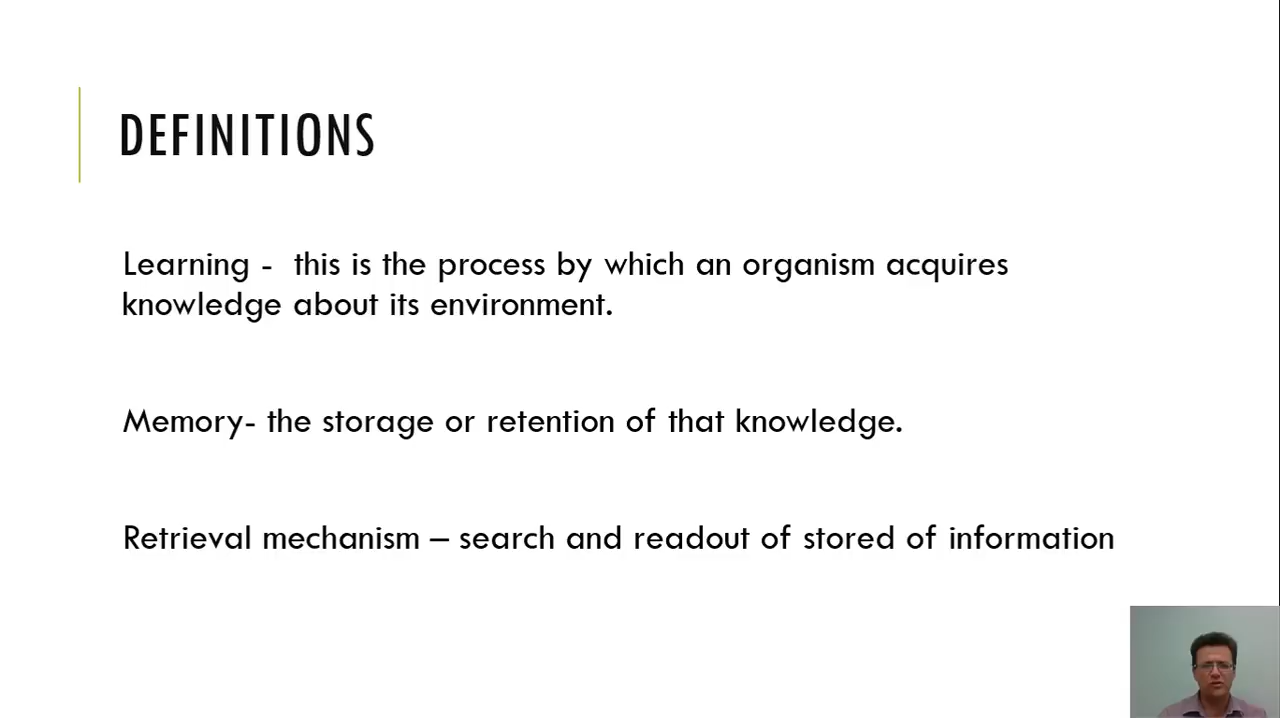 DEFINITIONS
Learning -  this is the process by which an organism acquires
knowledge about its environment.
Memory- the storage or retention of that knowledge.
Retrieval mechanism – search and readout of stored of information